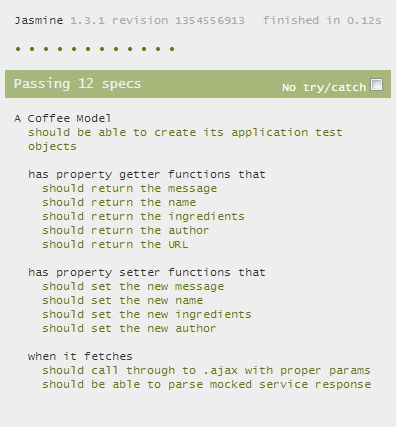 Jasmine 1.3.1 revision 1354556913 finished in 0.12s
• • • • • • • • • • • •
Passing 12 specs No try/catch
A Coffee Model
should be able to create its application test
objects
has property getter functions that
should return the message
should return the name
should return the ingredients
should return the author
should return the URL
has property setter functions that
should set the new message
should set the new name
should set the new ingredients
should set the new author
when it fetches
should call through to .ajax with proper params
should be able to parse mocked service response